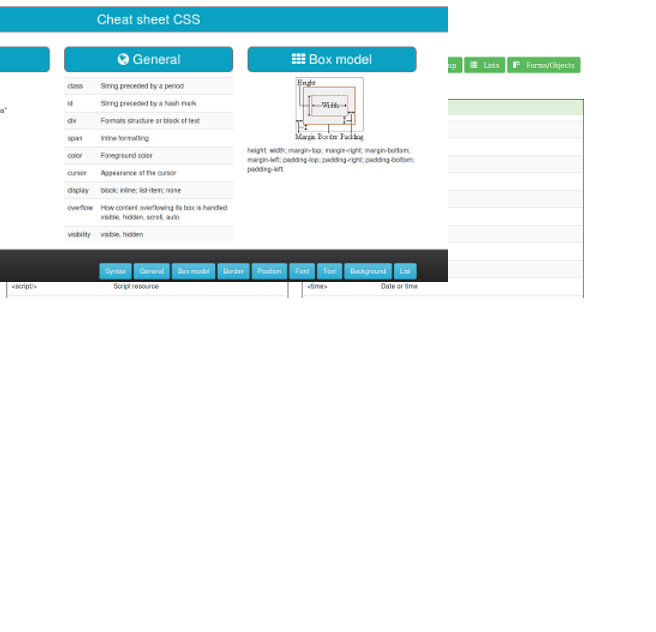 Cheat sheet CSS
General
Box model
up
Lists
Forms/Objects
class String preceded by a period
id String preceded by a hash mark
div Formats structure or block of text
span Inline formatting
color Foreground color
cursor Appearance of the cursor
display block; inline; list-item; none
overflow How content overflowing its box is handled
visible, hidden, scroll, auto
visibility visible, hidden
Height
Width
Margin Border Padding
height; width; margin-top; margin-right; margin-bottom;
margin-left; padding-top; padding-right; padding-bottom;
padding-left;
Syntax General Box model Border Position Font Text Background List
<script/> Script resource
<time> Date or time